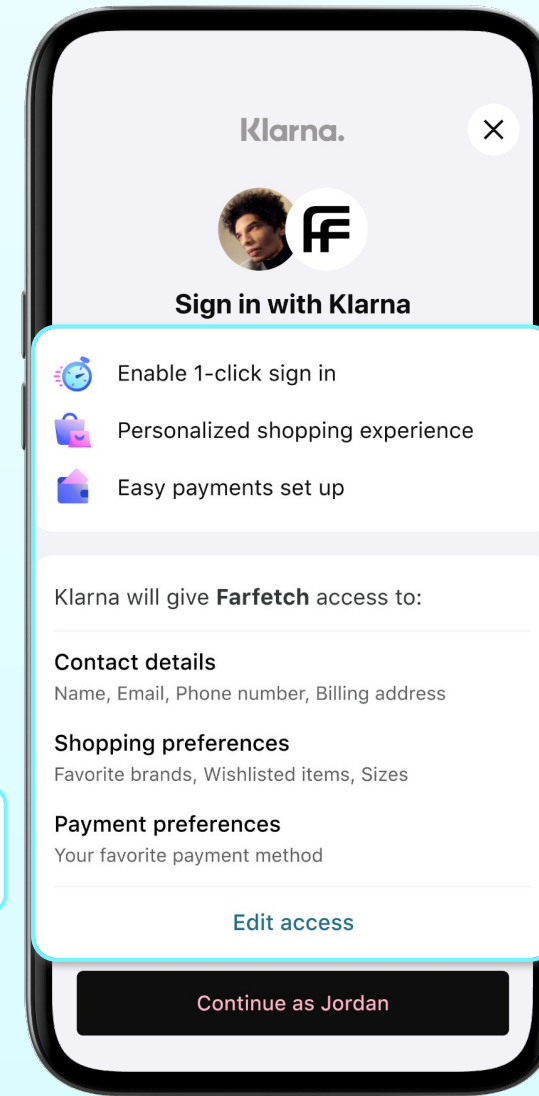 Klarna.
Sign in with Klarna
Enable 1-click sign in
Personalized shopping experience
Easy payments set up
Klarna will give Farfetch access to:
Contact details
Name, Email, Phone number, Billing address
Shopping preferences
Favorite brands, Wishlisted items, Sizes
Payment preferences
Your favorite payment method
Edit access
Continue as Jordan